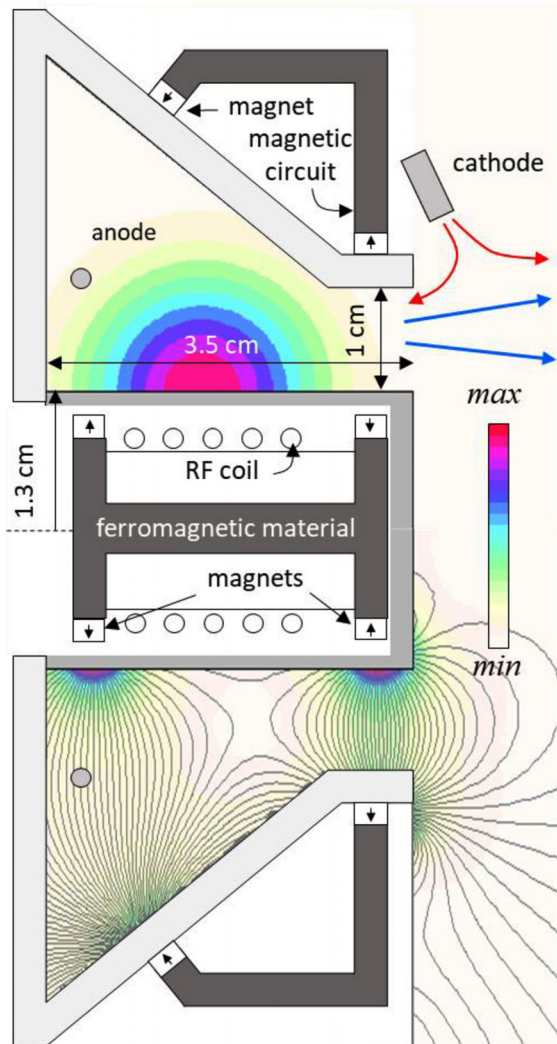 magnet
magnetic
circuit
cathode
anode
3.5 cm
1 cm
max
1.3 cm
RF coil
ferromagnetic material
magnets
min